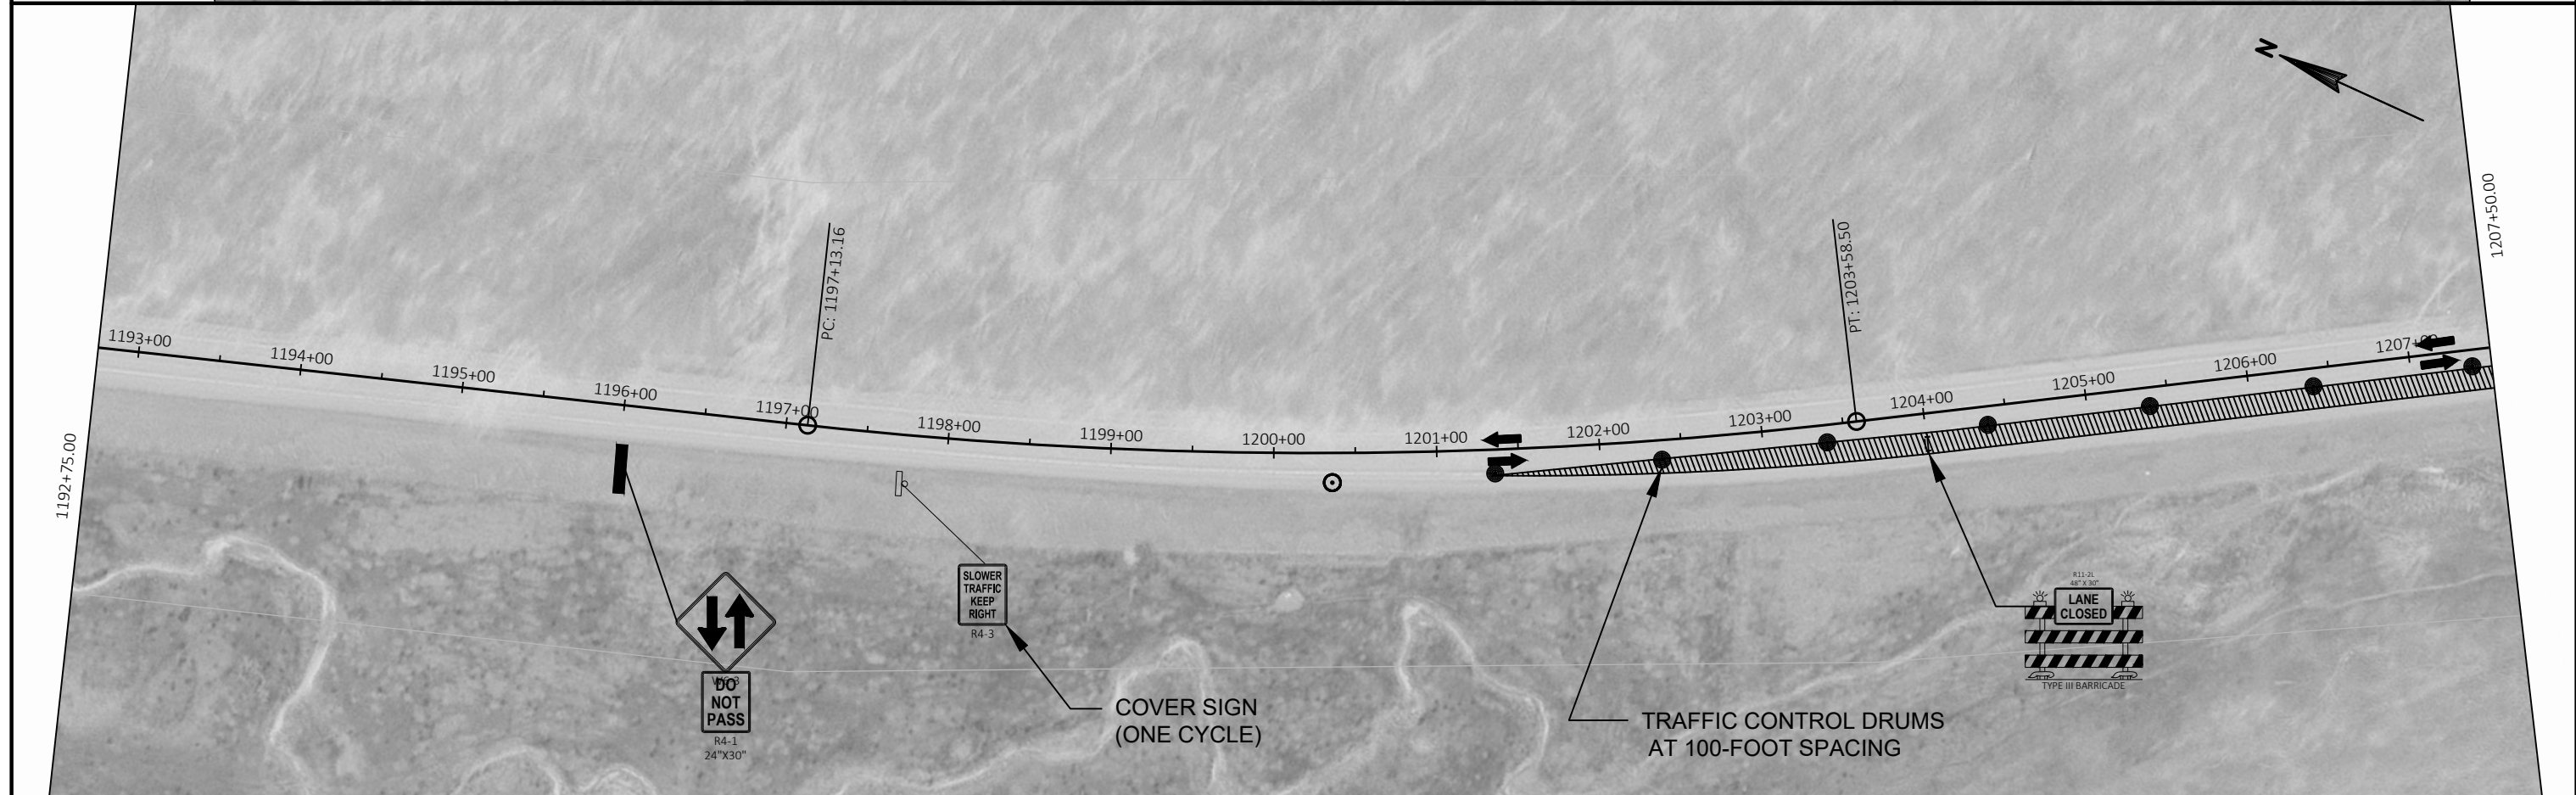 N
1192+75.00
1193+00
1194+00
1195+00
1196+00
1197+00
PC: 1197+13.16
1198+00
1199+00
1200+00
1201+00
1202+00
1203+00
PT: 1203+58.50
1204+00
1205+00
1206+00
1207+00
1207+50.00
W6-3
DO
NOT
PASS
R4-1
24"X30"
SLOWER
TRAFFIC
KEEP
RIGHT
R4-3
COVER SIGN
(ONE CYCLE)
TRAFFIC CONTROL DRUMS
AT 100-FOOT SPACING
R11-2L
48" X 30"
LANE
CLOSED
TYPE III BARRICADE